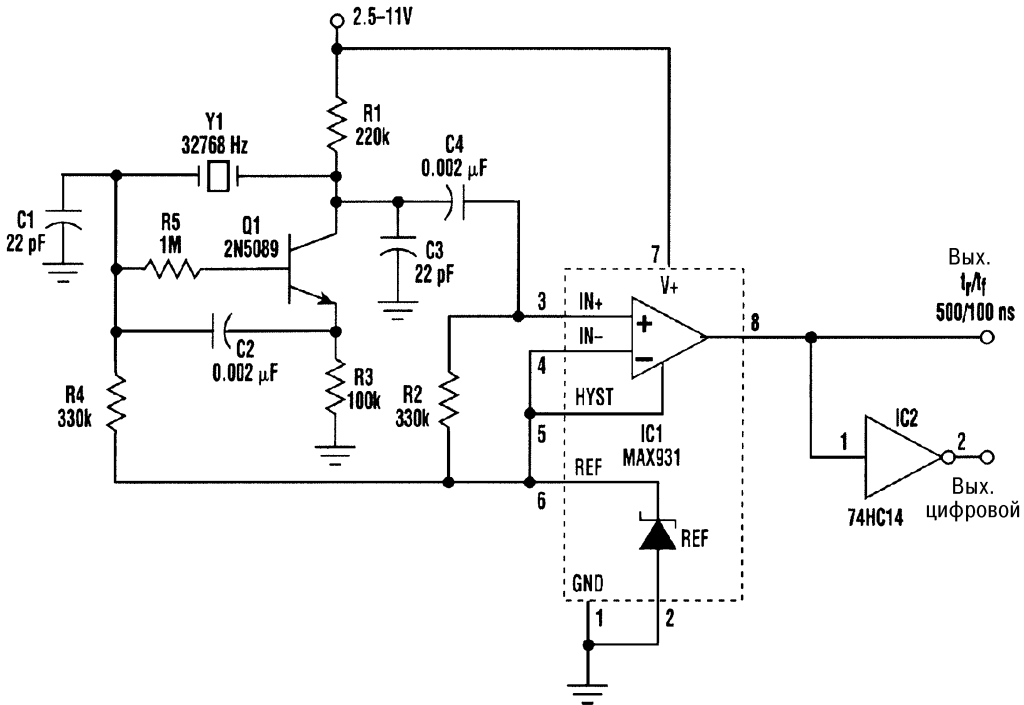 2.5–11V
R1
220k
Y1
32768 Hz
C4
0.002 µF
C1
22 pF
R5
1M
Q1
2N5089
C3
22 pF
C2
0.002 µF
R4
330k
R3
100k
R2
330k
7
V+
3
IN+
IN–
4
HYST
5
IC1
MAX931
REF
6
REF
GND
1
2
8
Вых.
tr/tf
500/100 ns
IC2
1
2
74HC14
Вых.
цифровой